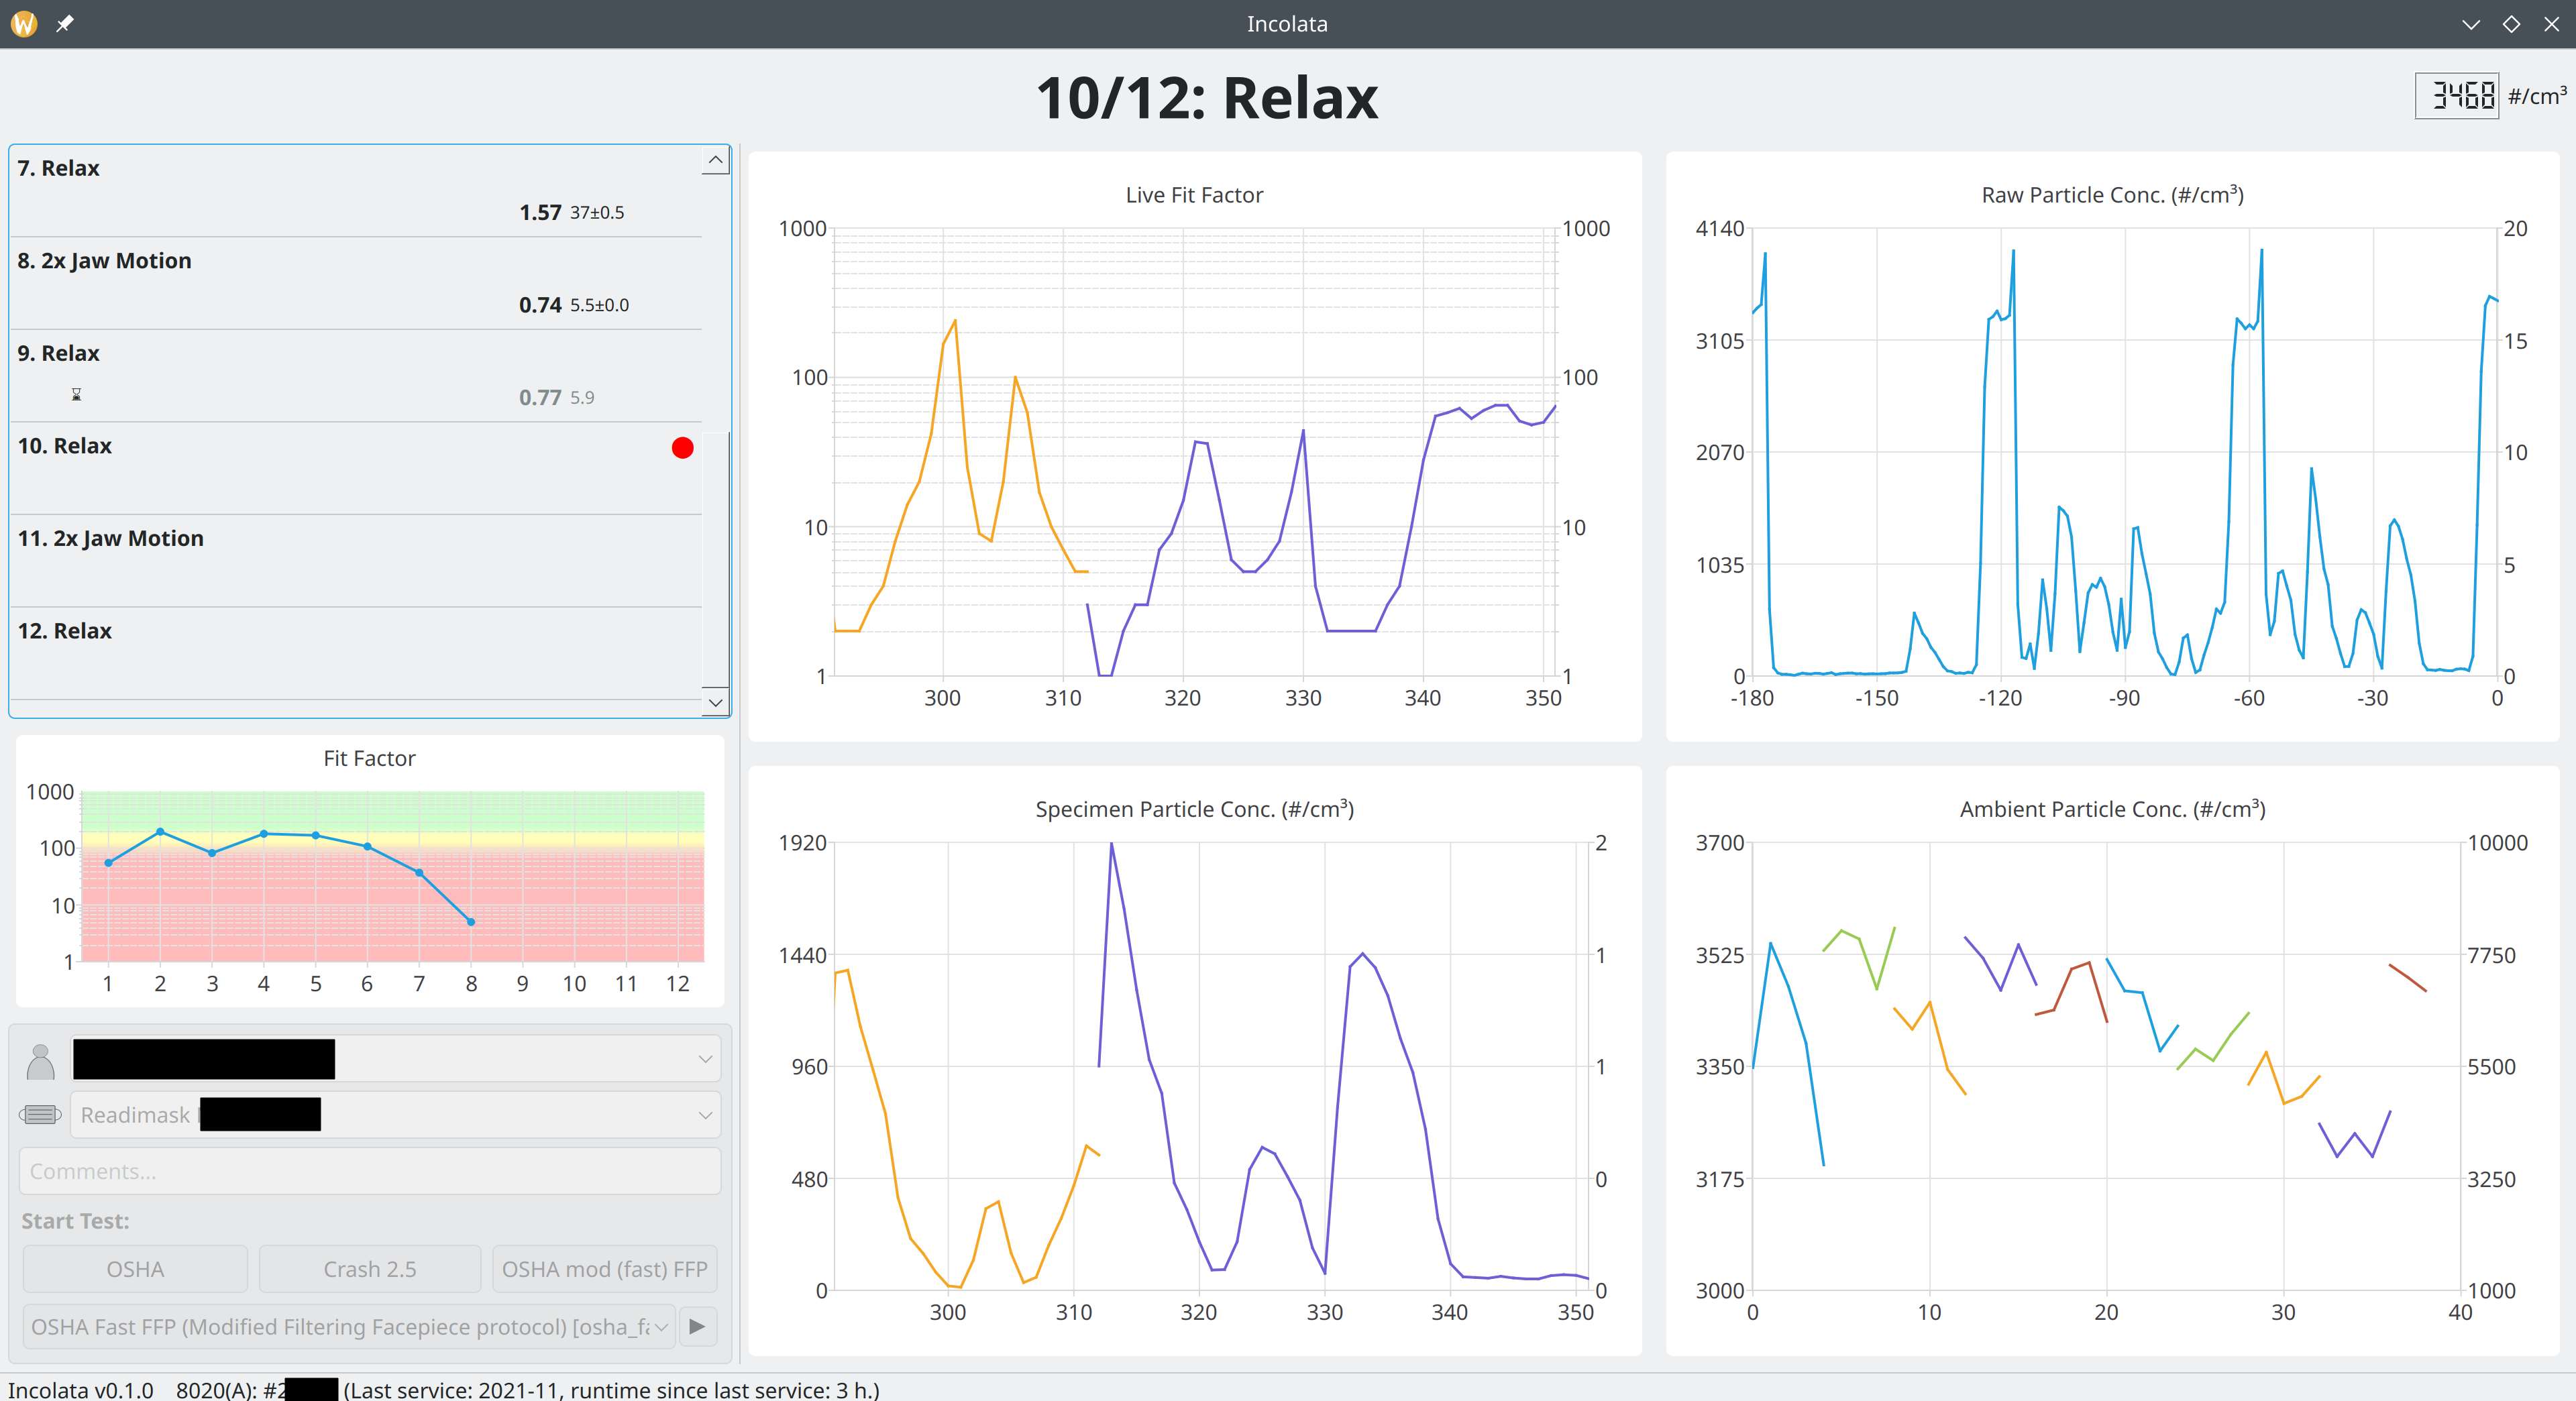 Incolata
10/12: Relax
3468 #/cm³
7. Relax
1.57 37±0.5
8. 2x Jaw Motion
0.74 5.5±0.0
9. Relax
0.77 5.9
10. Relax
11. 2x Jaw Motion
12. Relax
Fit Factor
1000
100
10
1
1 2 3 4 5 6 7 8 9 10 11 12
Readimask
Comments...
Start Test:
OSHA Crash 2.5 OSHA mod (fast) FFP
OSHA Fast FFP (Modified Filtering Facepiece protocol) [osha_fa
Live Fit Factor
1000 1000
100 100
10 10
1 1
300 310 320 330 340 350
Raw Particle Conc. (#/cm³)
4140 20
3105 15
2070 10
1035 5
0 0
-180 -150 -120 -90 -60 -30 0
Specimen Particle Conc. (#/cm³)
1920 2
1440 1
960 1
480 0
0 0
300 310 320 330 340 350
Ambient Particle Conc. (#/cm³)
3700 10000
3525 7750
3350 5500
3175 3250
3000 1000
0 10 20 30 40
Incolata v0.1.0 8020(A): #2 (Last service: 2021-11, runtime since last service: 3 h.)